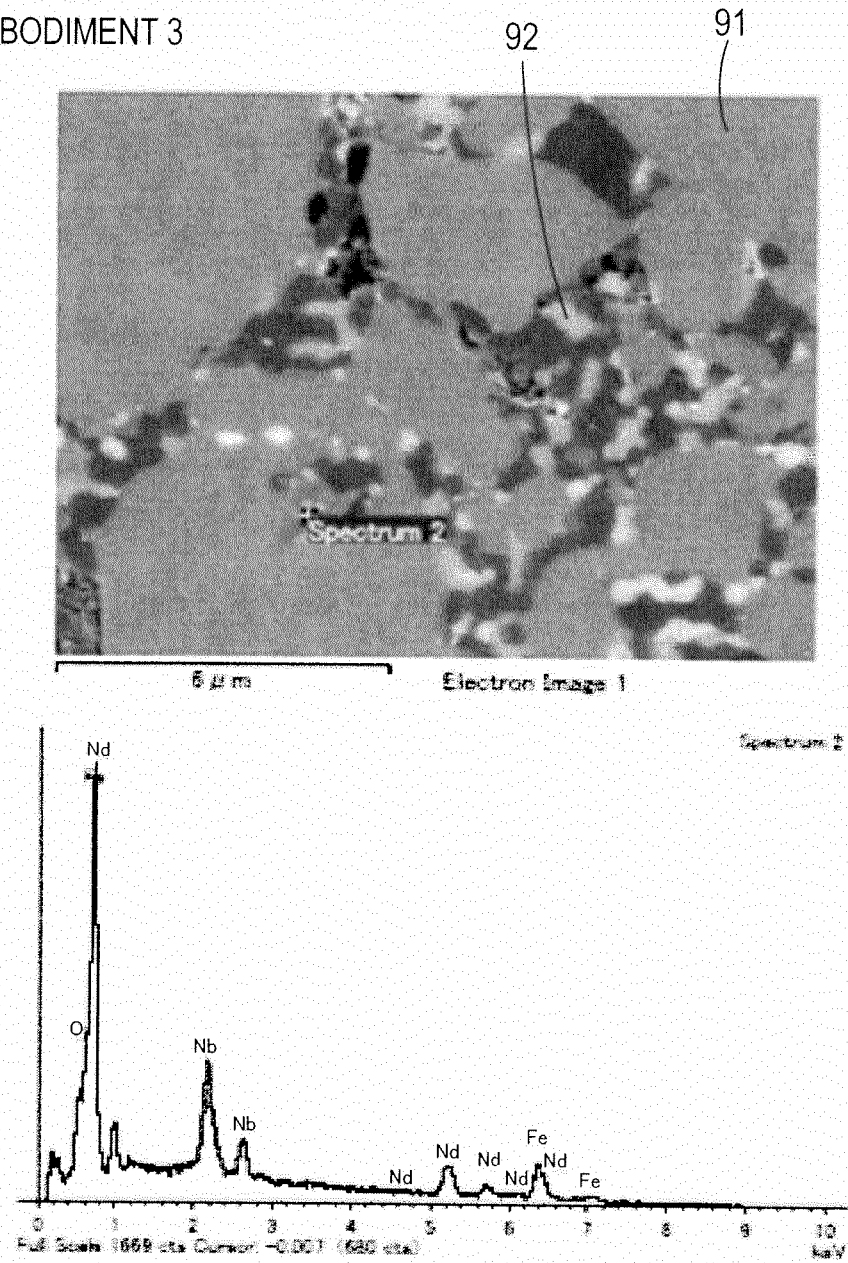 BODIMENT 3
92
91
Spectrum 2
6 μm
Electron Image 1
Spectrum 2
Nd
O
Nb
Nb
Nd
Nd
Nd
Nd
Fe
Nd
Fe
0 1 2 3 4 5 6 7 8 9 10
Full Scale 1669 cts Cursor: -0.007 (680 cts)
keV